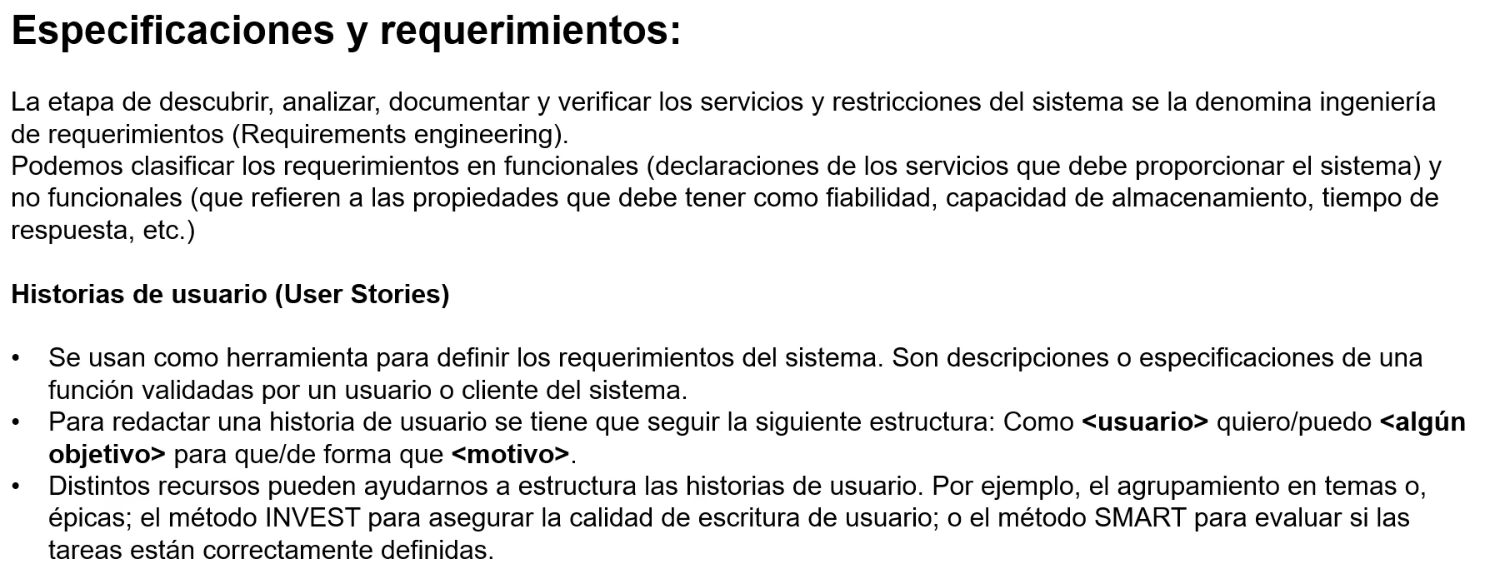 Especificaciones y requerimientos:
La etapa de descubrir, analizar, documentar y verificar los servicios y restricciones del sistema se la denomina ingeniería
de requerimientos (Requirements engineering).
Podemos clasificar los requerimientos en funcionales (declaraciones de los servicios que debe proporcionar el sistema) y
no funcionales (que refieren a las propiedades que debe tener como fiabilidad, capacidad de almacenamiento, tiempo de
respuesta, etc.)
Historias de usuario (User Stories)
• Se usan como herramienta para definir los requerimientos del sistema. Son descripciones o especificaciones de una
función validadas por un usuario o cliente del sistema.
• Para redactar una historia de usuario se tiene que seguir la siguiente estructura: Como <usuario> quiero/puedo <algún
objetivo> para que/de forma que <motivo>.
• Distintos recursos pueden ayudarnos a estructura las historias de usuario. Por ejemplo, el agrupamiento en temas o,
épicas; el método INVEST para asegurar la calidad de escritura de usuario; o el método SMART para evaluar si las
tareas están correctamente definidas.